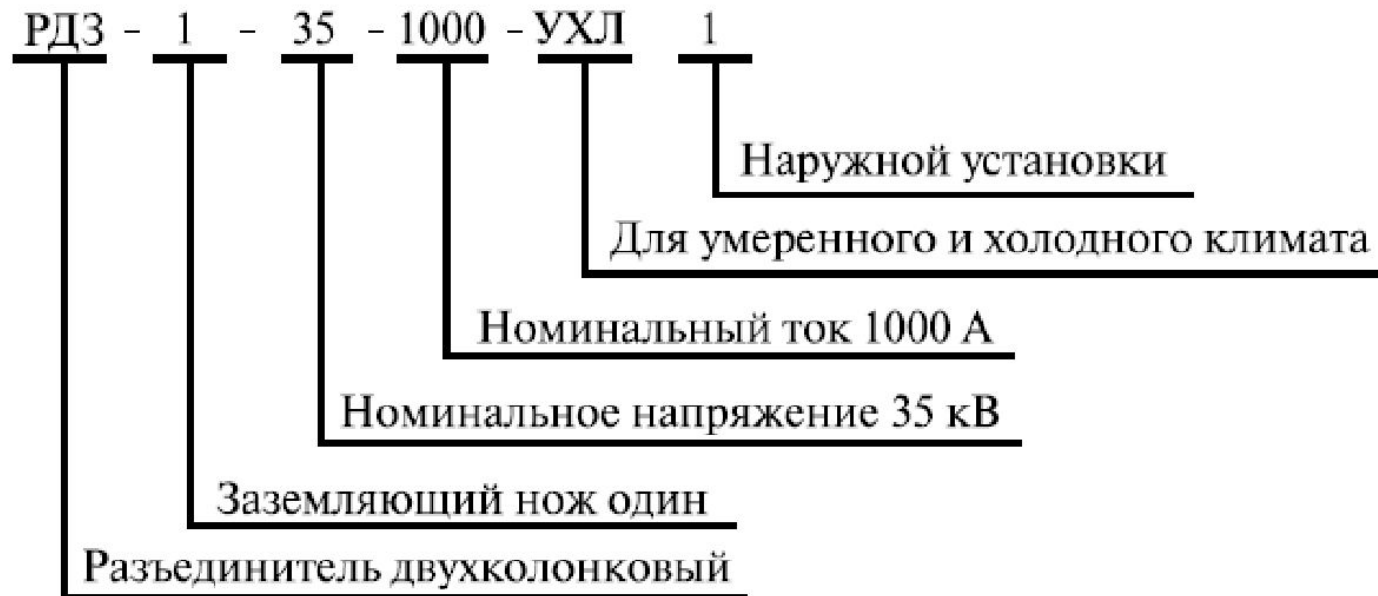 РДЗ - 1 - 35 - 1000 - УХЛ 1
Наружной установки
Для умеренного и холодного климата
Номинальный ток 1000 А
Номинальное напряжение 35 кВ
Заземляющий нож один
Разъединитель двухколонковый